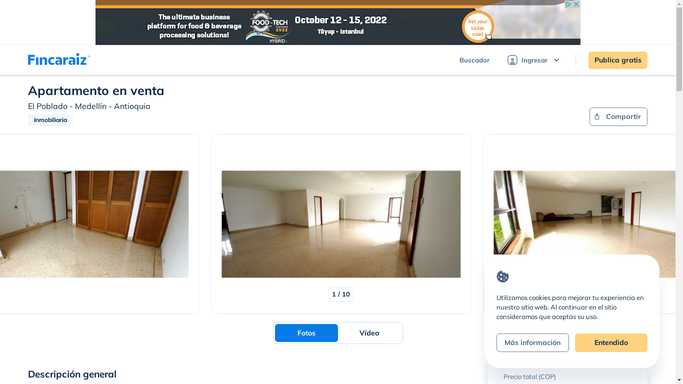 The ultimate business
platform for food & beverage
processing solutions!
FOOD-TECH
HYBRID
October 12 - 15, 2022
Tüyap - Istanbul
Get your
ticket
now!
Fincaraiz
Buscador
Ingresar
Publica gratis
Apartamento en venta
El Poblado - Medellín - Antioquia
Inmobiliaria
Compartir
1 / 10
Fotos
Vídeo
Utilizamos cookies para mejorar tu experiencia en
nuestro sitio web. Al continuar en el sitio
consideramos que aceptas su uso.
Más información
Entendido
Descripción general
Precio total (COP)